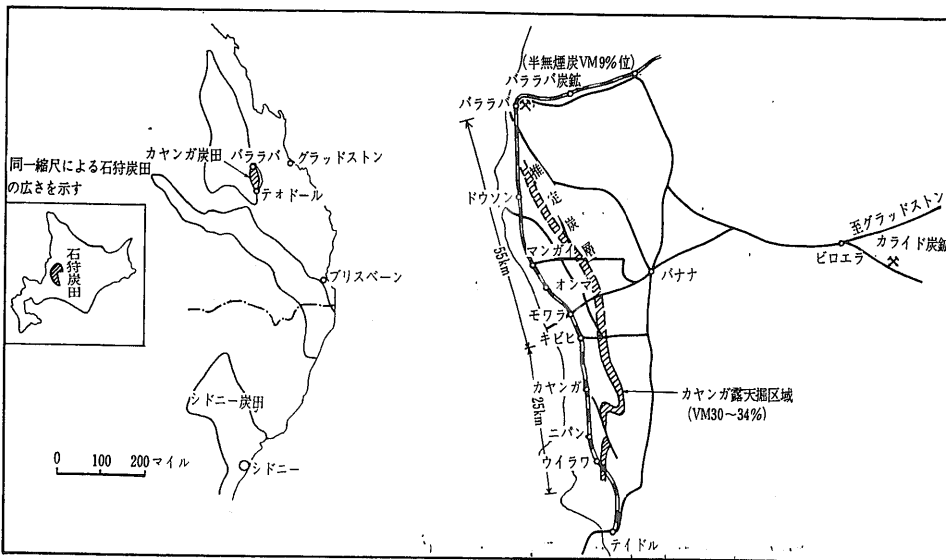 カヤンガ炭田
バララバ
グラッドストン
テオドール
同一縮尺による石狩炭田
の広さを示す
石狩炭田
ブリスベーン
シドニー炭田
シドニー
0 100 200マイル
(半無煙炭VM9%位)
バララバ炭鉱
バララバ
推定炭層
ドウソン
55km
マンガイ
オンマ
モワラ
キビヒ
バナナ
至グラッドストン
カライド炭鉱
ビロエラ
カヤンガ
25km
ニパン
ウイラワ
カヤンガ露天掘区域
(VM30〜34%)
テイドル